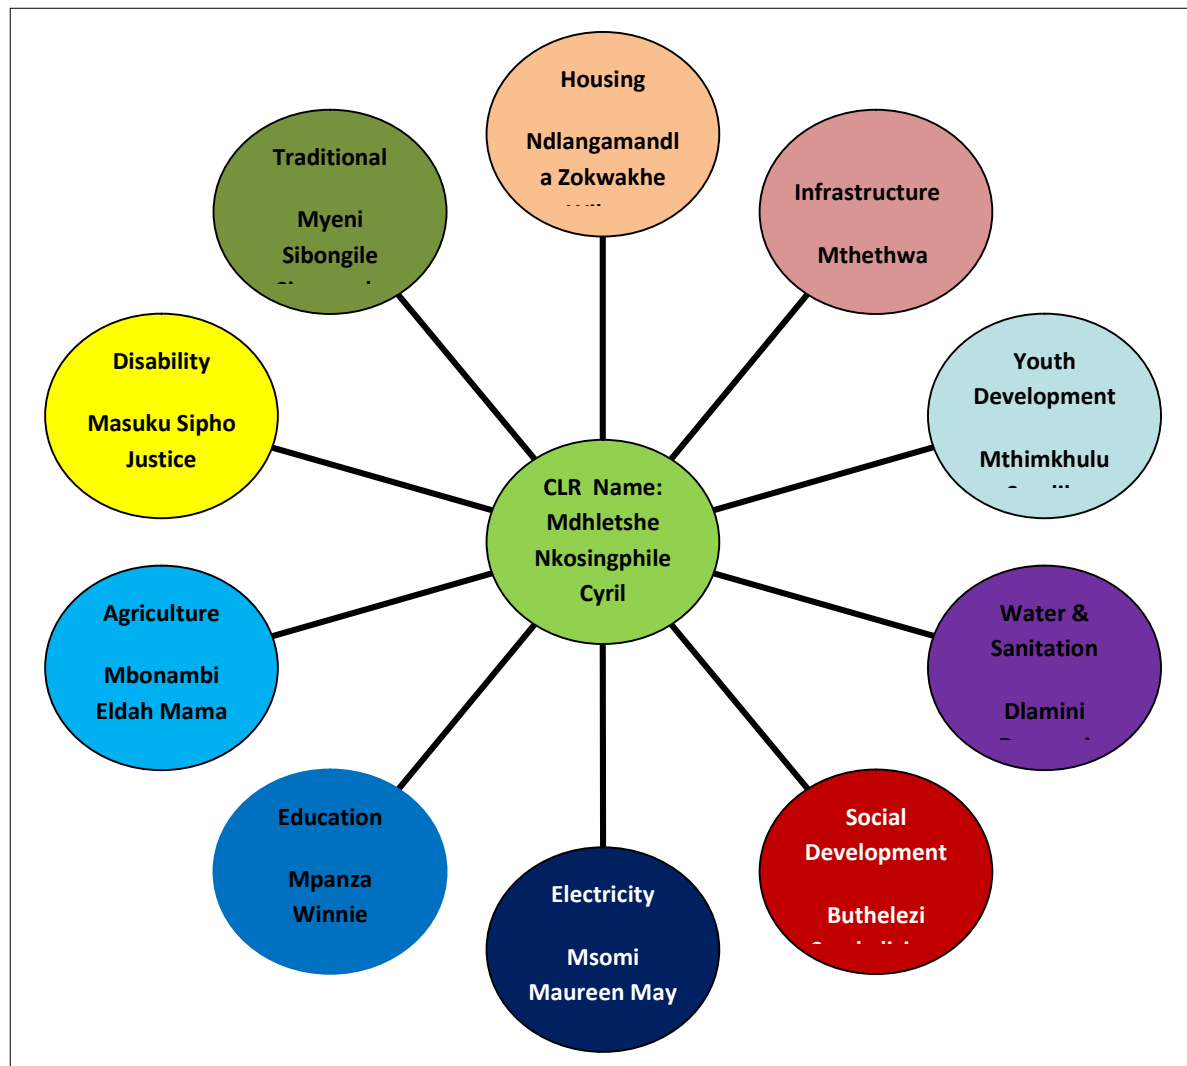 Housing
Ndlangamandl
a Zokwakhe
Infrastructure
Mthethwa
Youth
Development
Mthimkhulu
Water &
Sanitation
Dlamini
Social
Development
Buthelezi
Electricity
Msomi
Maureen May
Education
Mpanza
Winnie
Agriculture
Mbonambi
Eldah Mama
Disability
Masuku Sipho
Justice
Traditional
Myeni
Sibongile
CLR Name:
Mdhletshe
Nkosingphile
Cyril